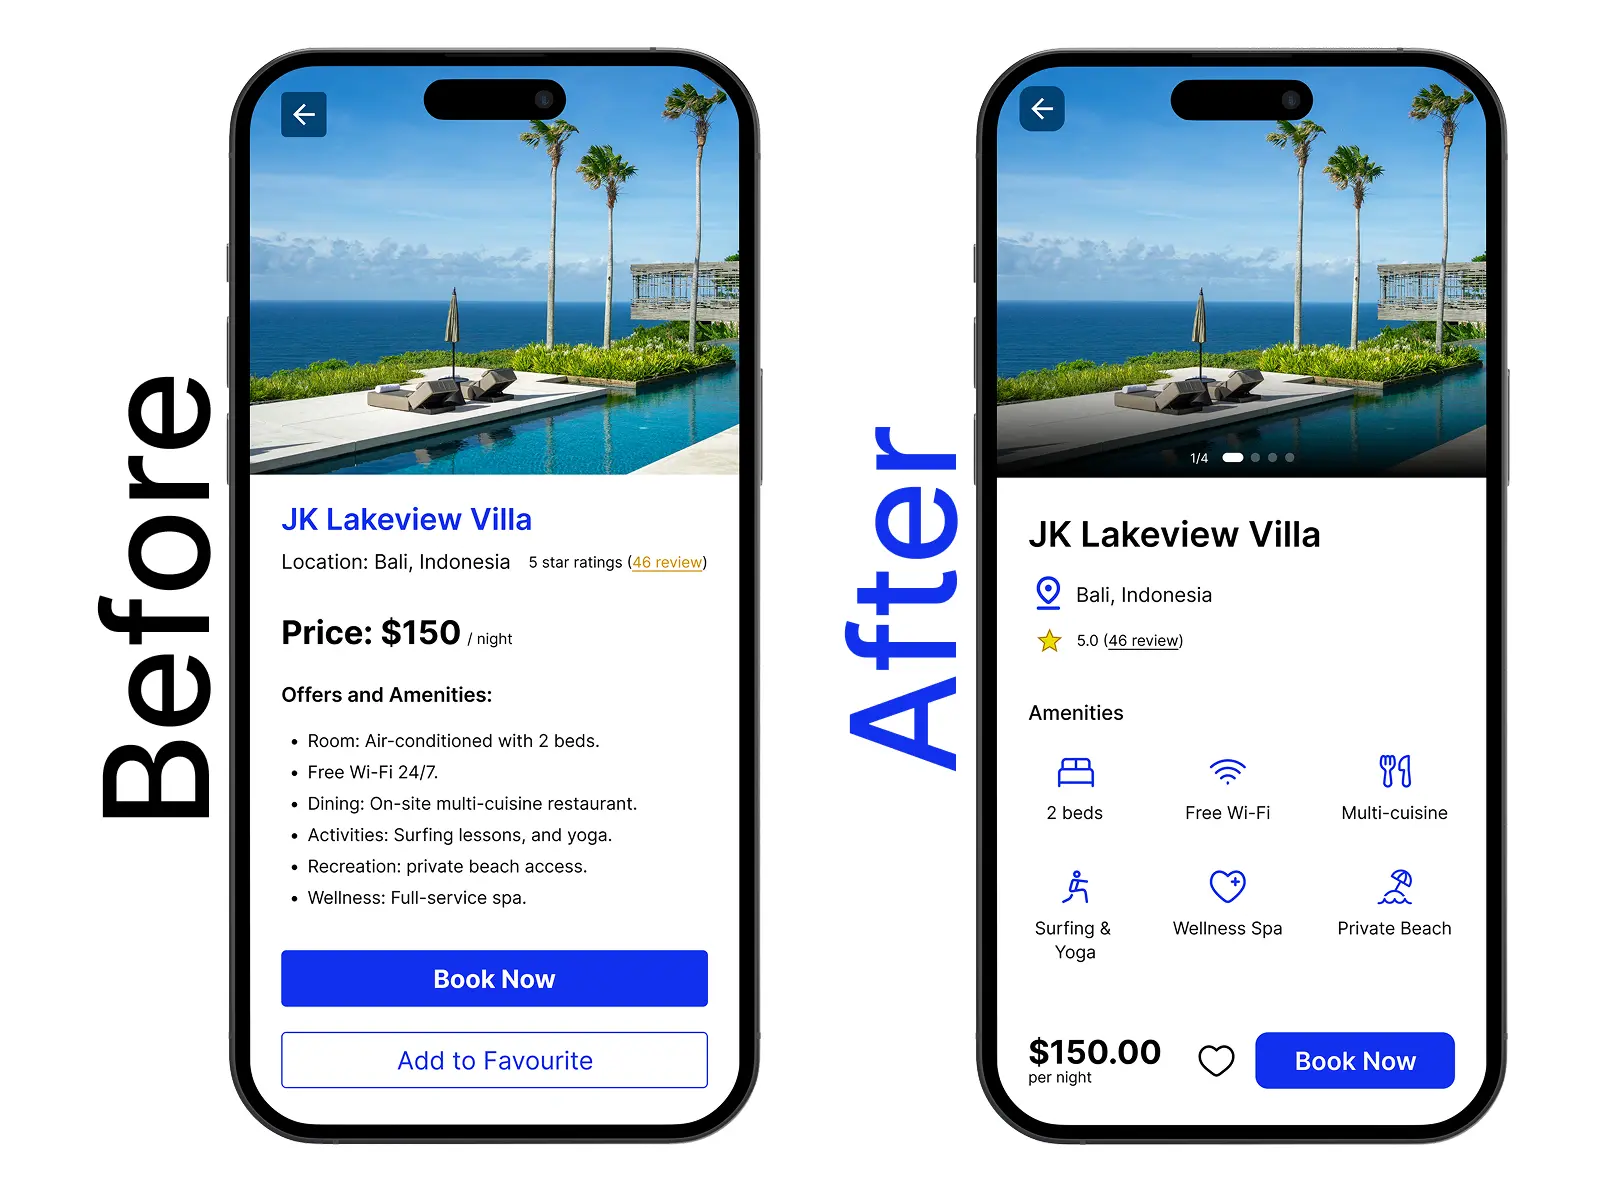 Before
JK Lakeview Villa
Location: Bali, Indonesia 5 star ratings (46 review)
Price: $150 / night
Offers and Amenities:
• Room: Air-conditioned with 2 beds.
• Free Wi-Fi 24/7.
• Dining: On-site multi-cuisine restaurant.
• Activities: Surfing lessons, and yoga.
• Recreation: private beach access.
• Wellness: Full-service spa.
Book Now
Add to Favourite
After
1/4
JK Lakeview Villa
Bali, Indonesia
5.0 (46 review)
Amenities
2 beds
Free Wi-Fi
Multi-cuisine
Surfing &
Yoga
Wellness Spa
Private Beach
$150.00
per night
Book Now